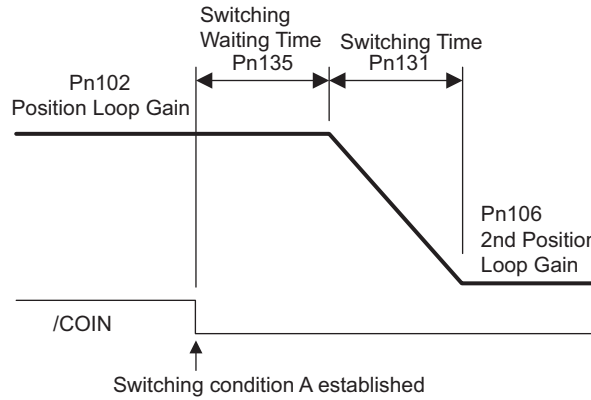 Switching
Waiting Time
Pn135
Switching Time
Pn131
Pn102
Position Loop Gain
Pn106
2nd Position
Loop Gain
/COIN
Switching condition A established